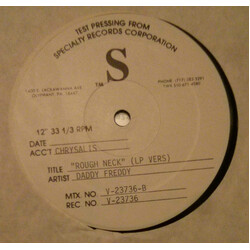 TEST PRESSING FROM
SPECIALTY RECORDS CORPORATION
S
TM
12" 33 1/3 RPM
DATE
ACC'T CHRYSALIS
TITLE "ROUGH NECK" (LP VERS)
ARTIST DADDY FREDDY
MTX. NO V-23736-B
REC NO V-23736